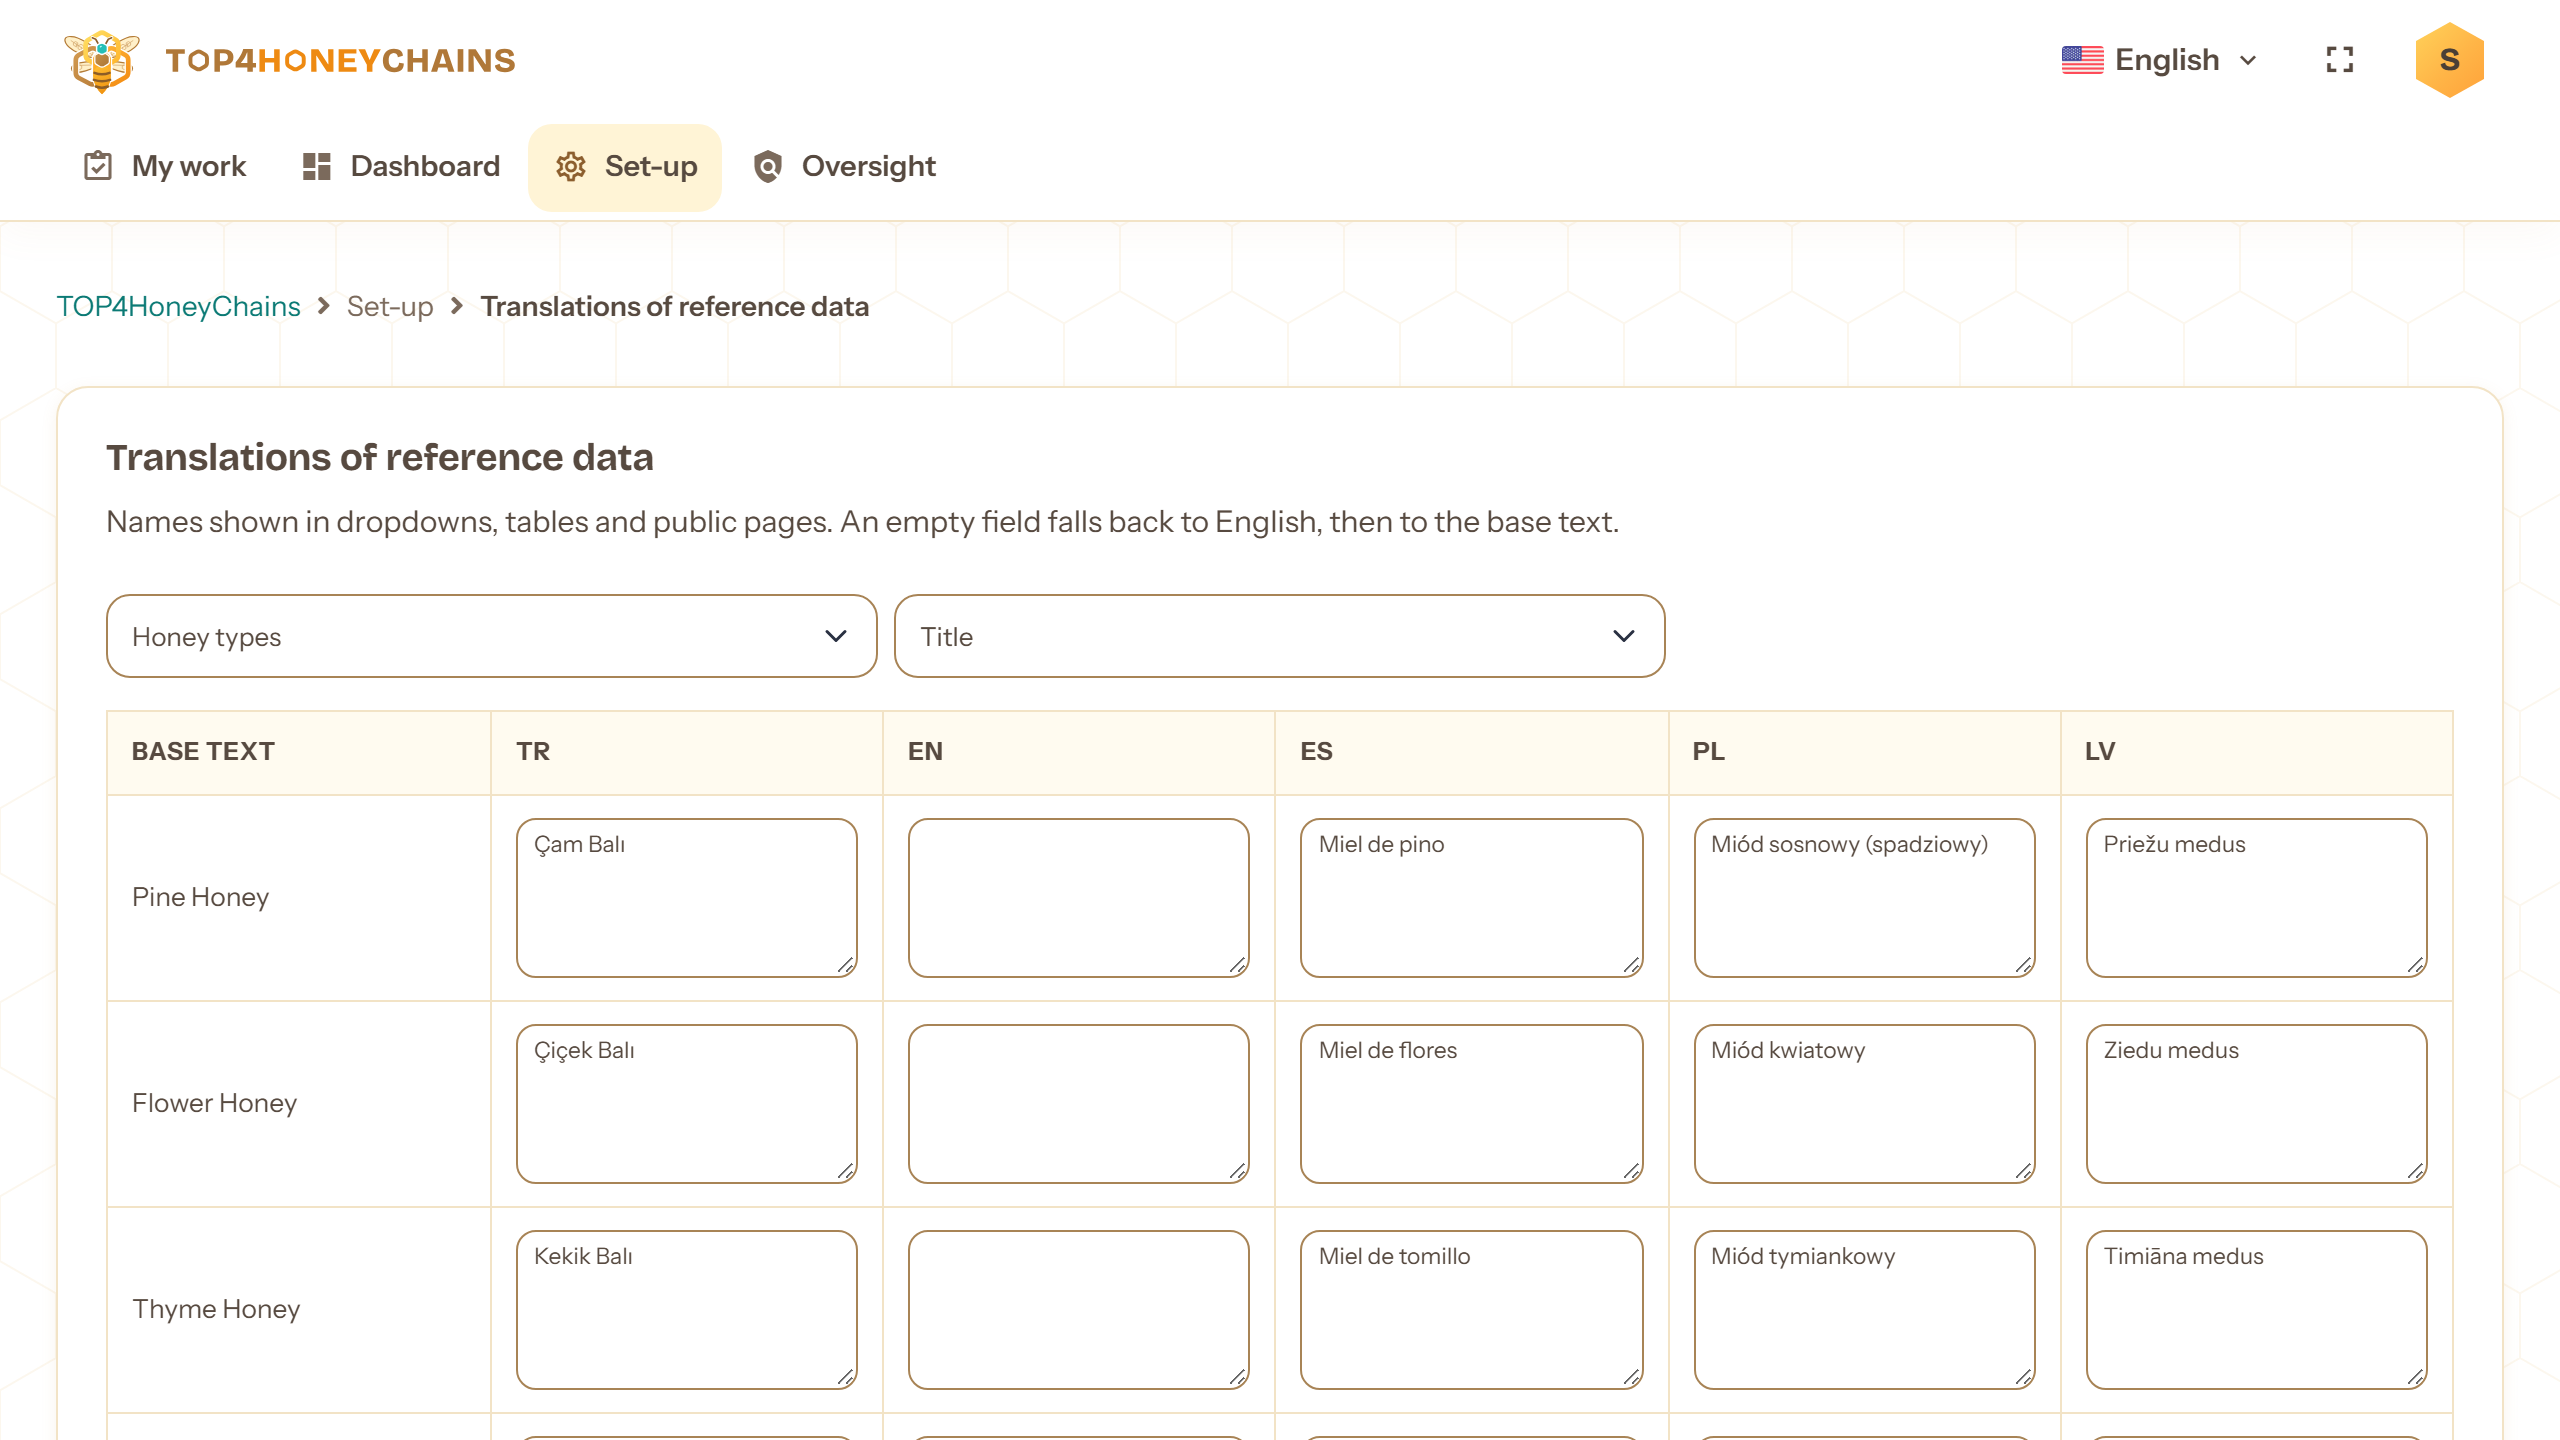 TOP4HONEYCHAINS
English
S
My work
Dashboard
Set-up
Oversight
TOP4HoneyChains > Set-up > Translations of reference data
Translations of reference data
Names shown in dropdowns, tables and public pages. An empty field falls back to English, then to the base text.
Honey types
Title
BASE TEXT TR EN ES PL LV
Pine Honey Çam Balı Miel de pino Miód sosnowy (spadziowy) Priežu medus
Flower Honey Çiçek Balı Miel de flores Miód kwiatowy Ziedu medus
Thyme Honey Kekik Balı Miel de tomillo Miód tymiankowy Timiāna medus